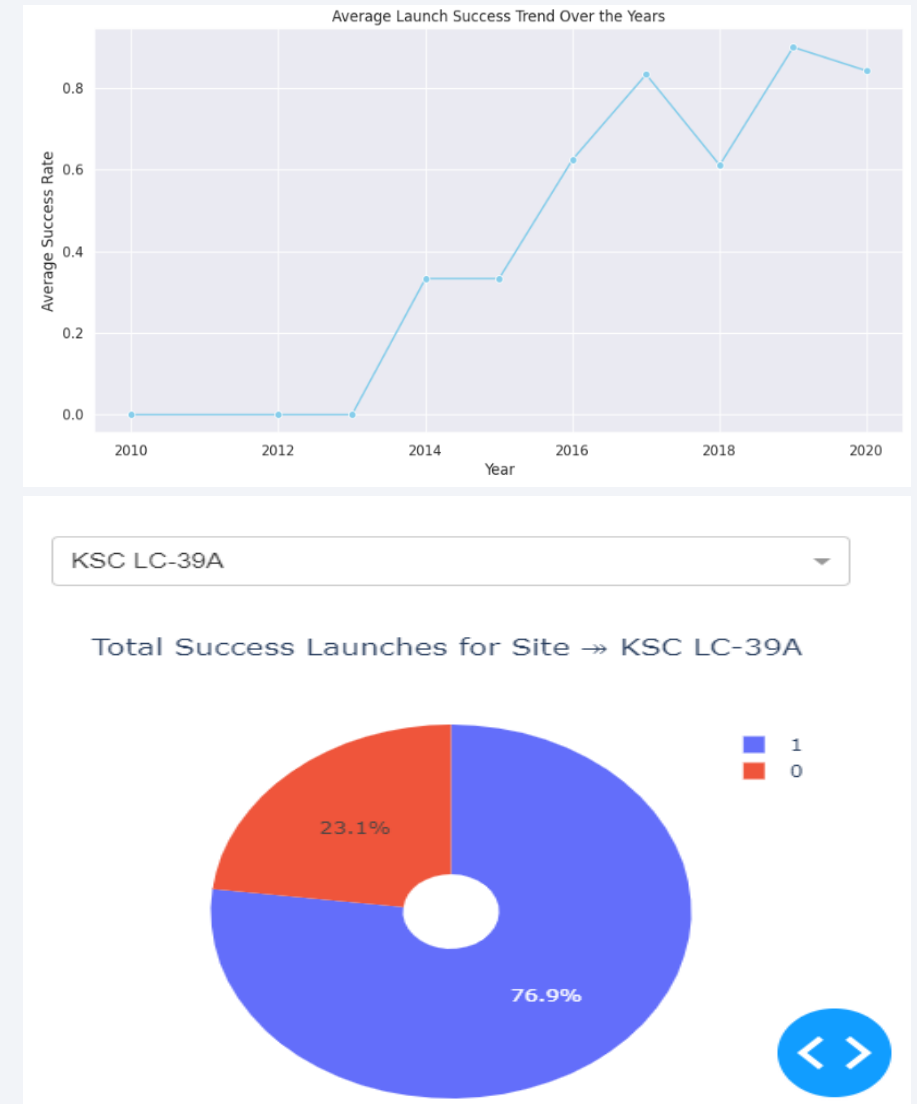 Average Launch Success Trend Over the Years
0.8
0.6
0.4
0.2
0.0
Average Success Rate
2010 2012 2014 2016 2018 2020
Year
KSC LC-39A
Total Success Launches for Site ↠ KSC LC-39A
1
0
23.1%
76.9%